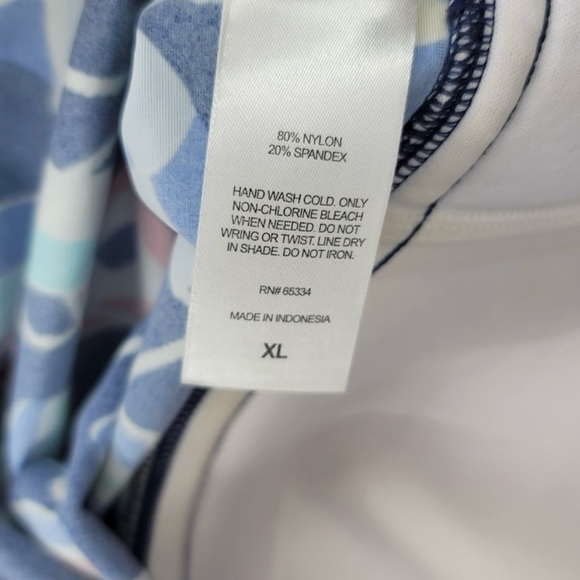 80% NYLON
20% SPANDEX
HAND WASH COLD. ONLY
NON-CHLORINE BLEACH
WHEN NEEDED. DO NOT
WRING OR TWIST. LINE DRY
IN SHADE. DO NOT IRON.
RN# 65334
MADE IN INDONESIA
XL